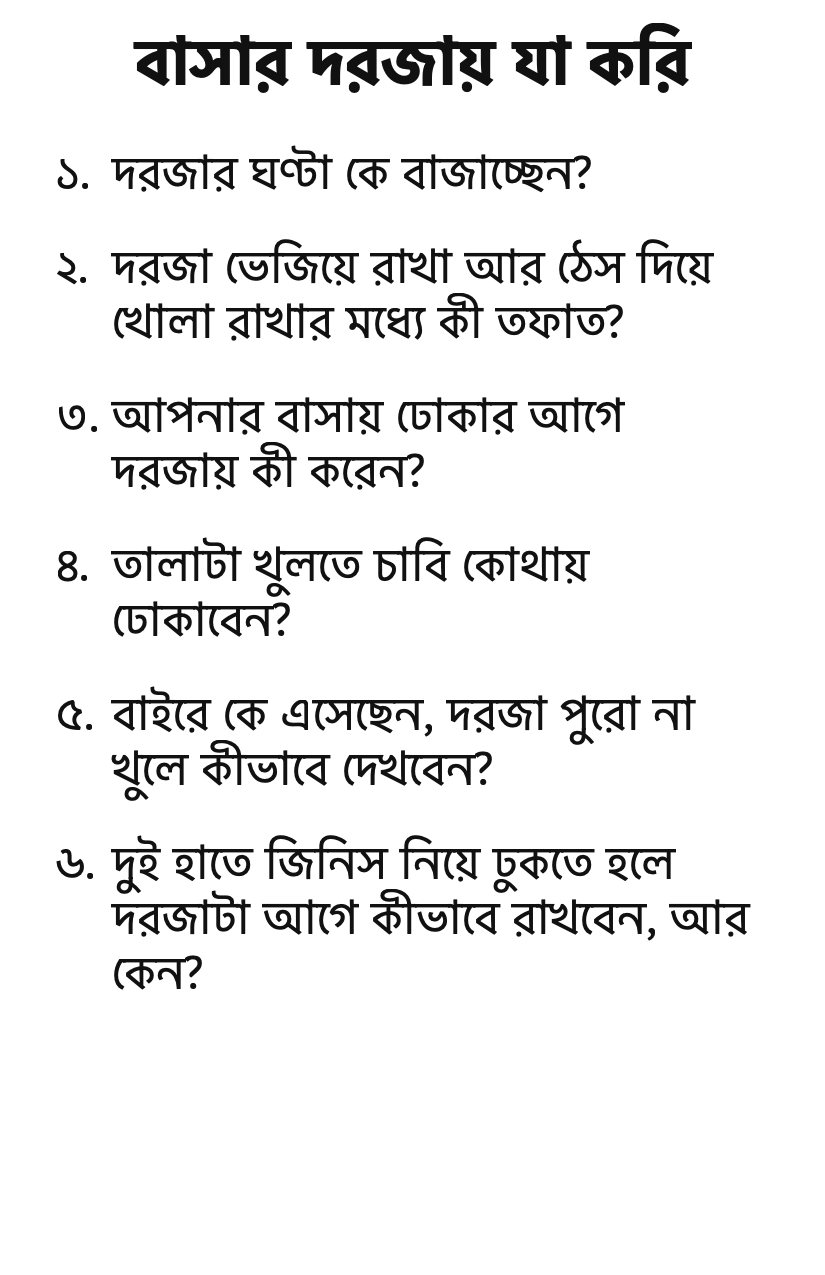 বাসার দরজায় যা করি
১. দরজার ঘণ্টা কে বাজাচ্ছেন?
২. দরজা ভেজিয়ে রাখা আর ঠেস দিয়ে
খোলা রাখার মধ্যে কী তফাত?
৩. আপনার বাসায় ঢোকার আগে
দরজায় কী করেন?
৪. তালাটা খুলতে চাবি কোথায়
ঢোকাবেন?
৫. বাইরে কে এসেছেন, দরজা পুরো না
খুলে কীভাবে দেখবেন?
৬. দুই হাতে জিনিস নিয়ে ঢুকতে হলে
দরজাটা আগে কীভাবে রাখবেন, আর
কেন?